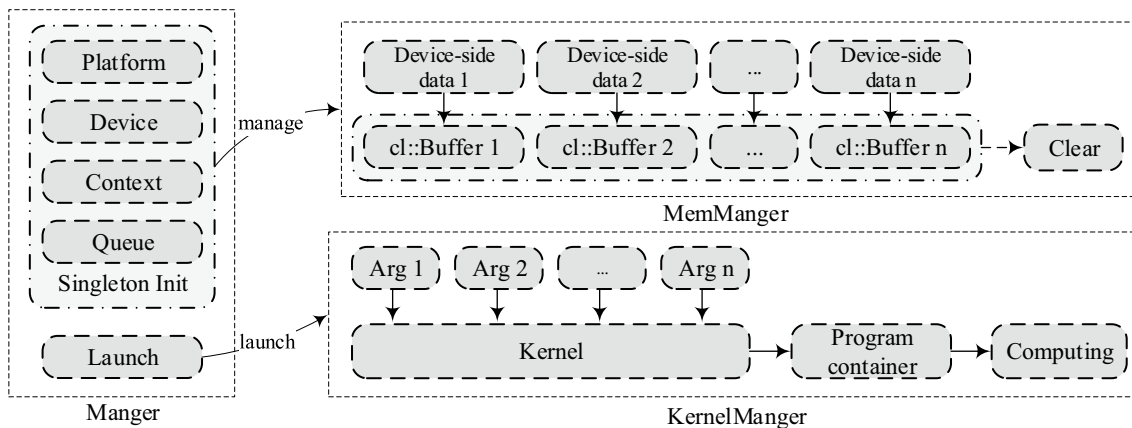 Platform
Device
Context
Queue
Singleton Init
Launch
Manger
manage
launch
Device-side
data 1
Device-side
data 2
...
Device-side
data n
cl::Buffer 1
cl::Buffer 2
...
cl::Buffer n
Clear
MemManger
Arg 1
Arg 2
...
Arg n
Kernel
Program
container
Computing
KernelManger